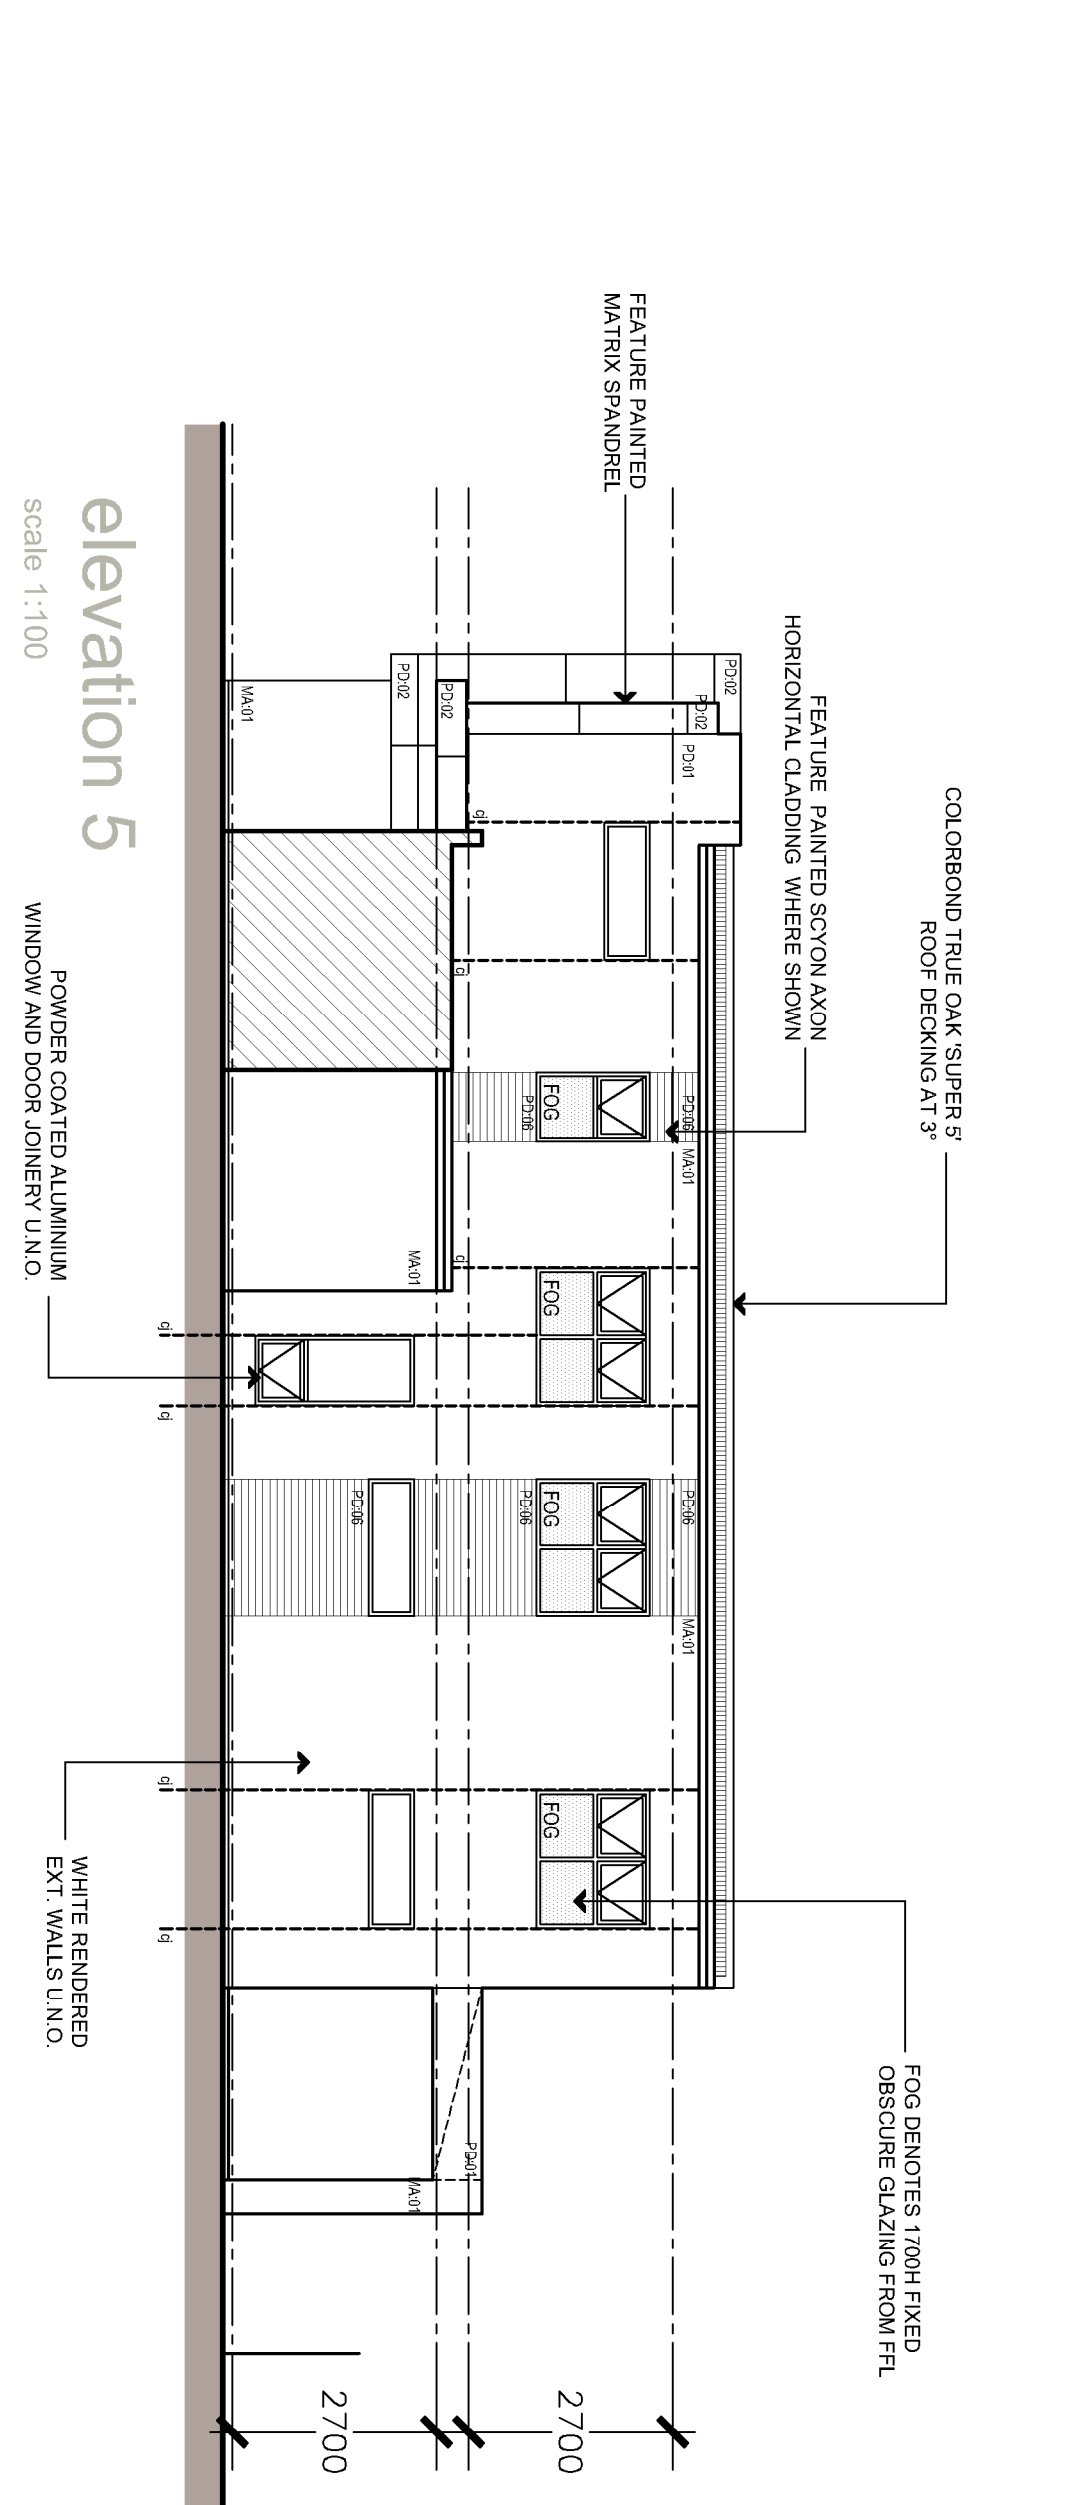 COLORBOND TRUE OAK 'SUPER 5'
ROOF DECKING AT 3°
FEATURE PAINTED SCYON AXON
HORIZONTAL CLADDING WHERE SHOWN
FOG DENOTES 1700H FIXED
OBSCURE GLAZING FROM FFL
FEATURE PAINTED
MATRIX SPANDREL
PD:02
PD:02
PD:01
PD:06
MA:01
PD:06
MA:01
2700
cj
FOG
FOG
FOG
FOG
PD:06
PD:06
cj
cj
PD:02
PD:02
PD:01
MA:01
MA:01
PD:06
2700
MA:01
cj
cj
cj
cj
elevation 5
scale 1:100
POWDER COATED ALUMINIUM
WINDOW AND DOOR JOINERY U.N.O.
WHITE RENDERED
EXT. WALLS U.N.O.